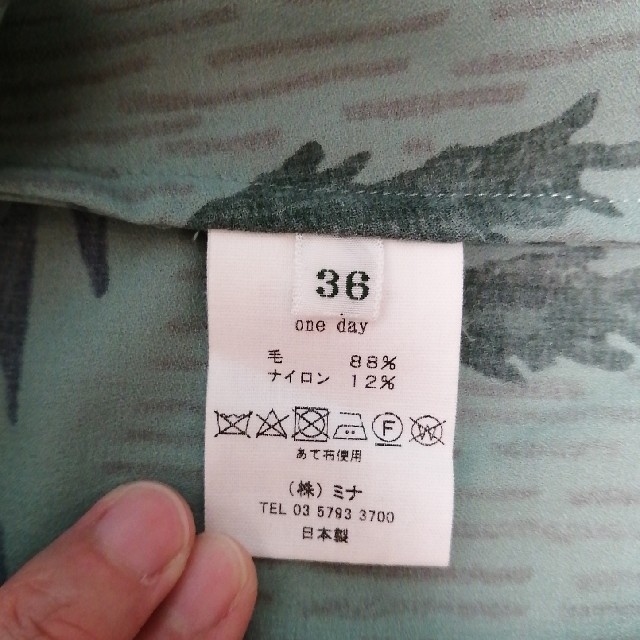 36
one day
毛 88%
ナイロン 12%
F W
あて布使用
(株) ミナ
TEL 03 5793 3700
日本製